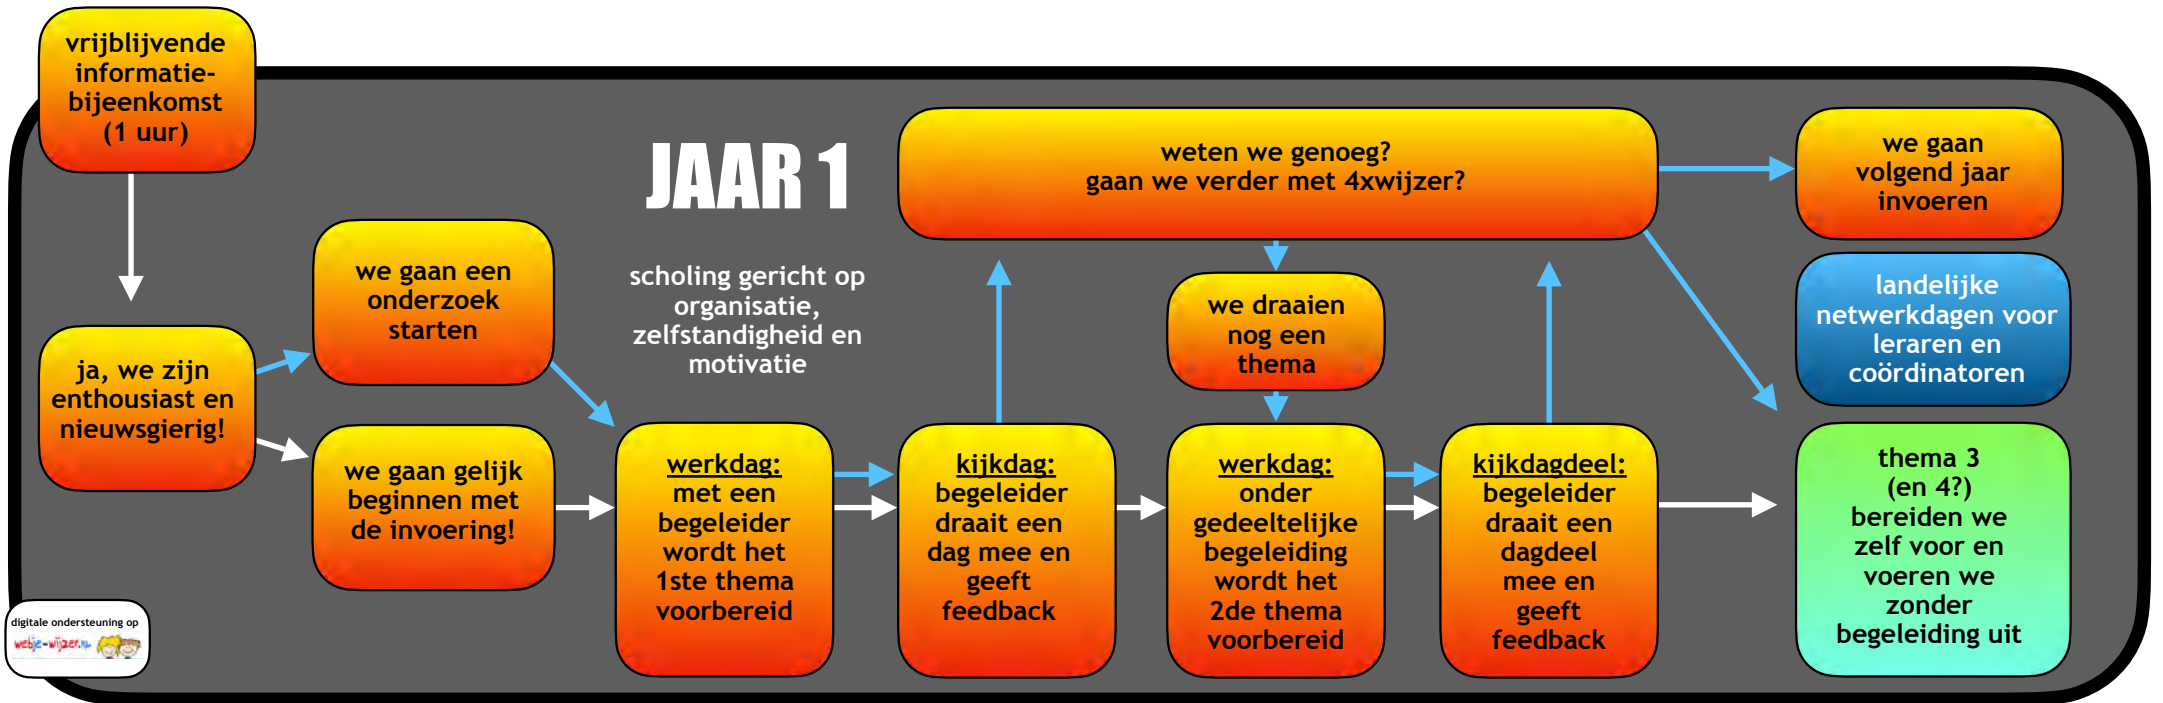 vrijblijvende
informatie-
bijeenkomst
(1 uur)
ja, we zijn
enthousiast en
nieuwsgierig!
we gaan een
onderzoek
starten
we gaan gelijk
beginnen met
de invoering!
JAAR 1
scholing gericht op
organisatie,
zelfstandigheid en
motivatie
werkdag:
met een
begeleider
wordt het
1ste thema
voorbereid
kijkdag:
begeleider
draait een
dag mee en
geeft
feedback
weten we genoeg?
gaan we verder met 4xwijzer?
we draaien
nog een
thema
werkdag:
onder
gedeeltelijke
begeleiding
wordt het
2de thema
voorbereid
kijkdagdeel:
begeleider
draait een
dagdeel
mee en
geeft
feedback
we gaan
volgend jaar
invoeren
landelijke
netwerkdagen voor
leraren en
coördinatoren
thema 3
(en 4?)
bereiden we
zelf voor en
voeren we
zonder
begeleiding uit
digitale ondersteuning op
webje-wijzer.nl